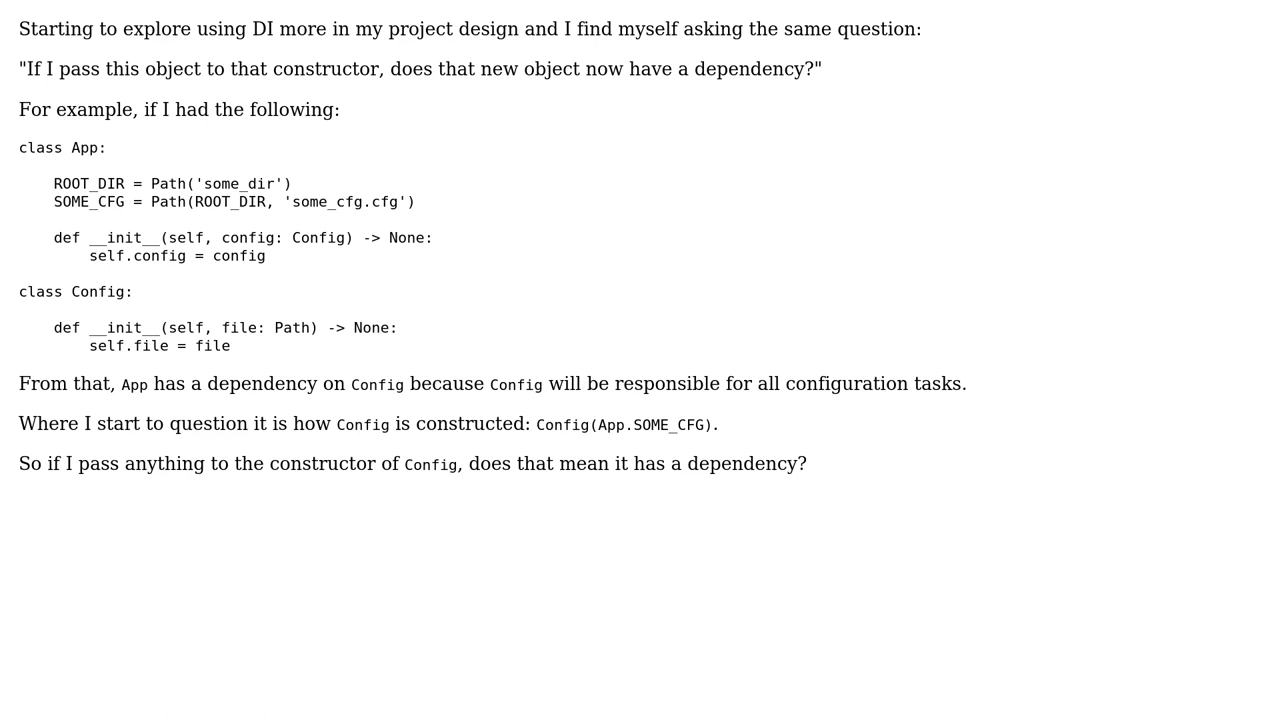 Starting to explore using DI more in my project design and I find myself asking the same question:
"If I pass this object to that constructor, does that new object now have a dependency?"
For example, if I had the following:
class App:
    ROOT_DIR = Path('some_dir')
    SOME_CFG = Path(ROOT_DIR, 'some_cfg.cfg')
    def __init__(self, config: Config) -> None:
        self.config = config
class Config:
    def __init__(self, file: Path) -> None:
        self.file = file
From that, App has a dependency on Config because Config will be responsible for all configuration tasks.
Where I start to question it is how Config is constructed: Config(App.SOME_CFG).
So if I pass anything to the constructor of Config, does that mean it has a dependency?